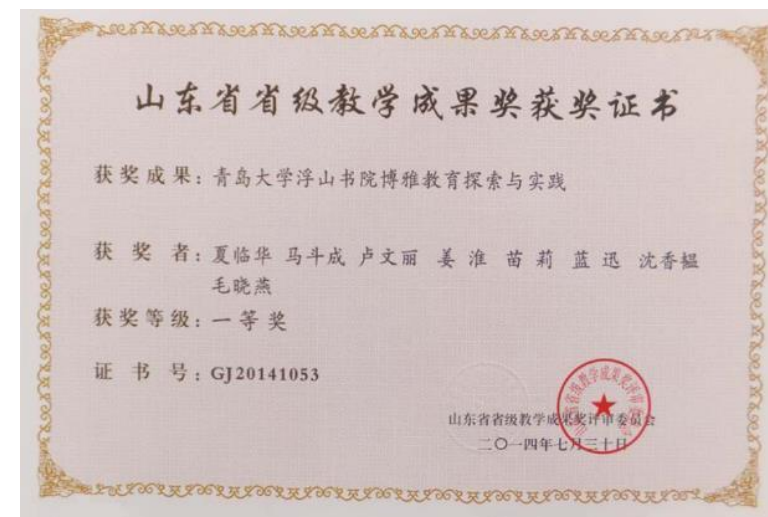 山东省省级教学成果奖获奖证书
获奖成果：青岛大学浮山书院博雅教育探索与实践
获 奖 者：夏临华 马斗成 卢文丽 姜淮 苗莉 蓝迅 沈香韫
毛晓燕
获奖等级：一等奖
证 书 号：GJ20141053
山东省省级教学成果奖评审委员会
二〇一四年七月三十日